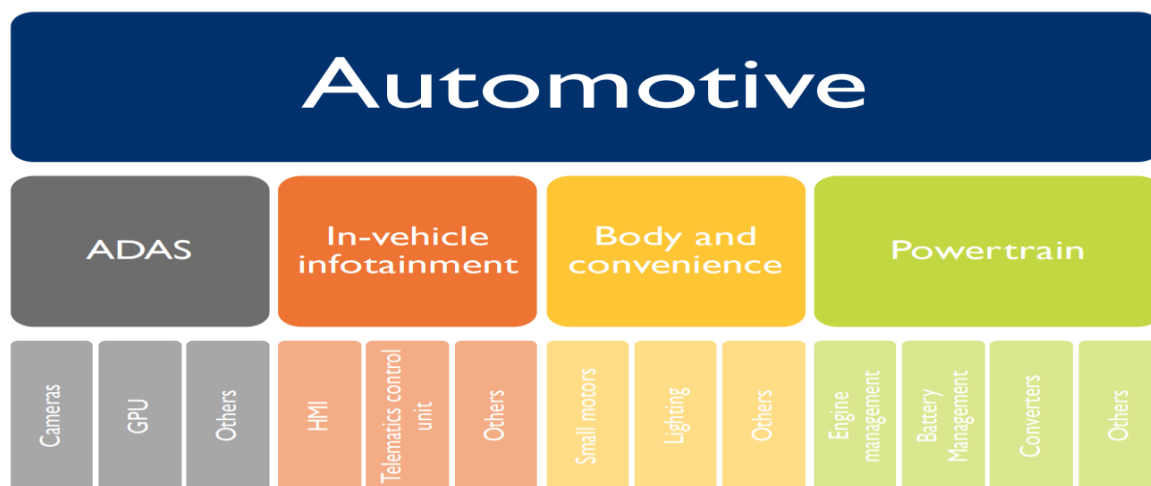 Automotive
ADAS
In-vehicle
infotainment
Body and
convenience
Powertrain
Cameras
GPU
Others
HMI
Telematics control
unit
Others
Small motors
Lighting
Others
Engine
management
Battery
Management
Converters
Others